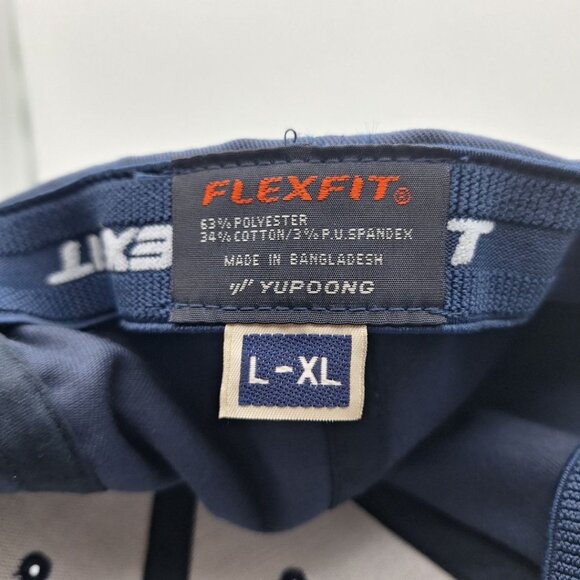 FLEXFIT®
63% POLYESTER
34% COTTON/3% P.U.SPANDEX
MADE IN BANGLADESH
YUPOONG
L-XL